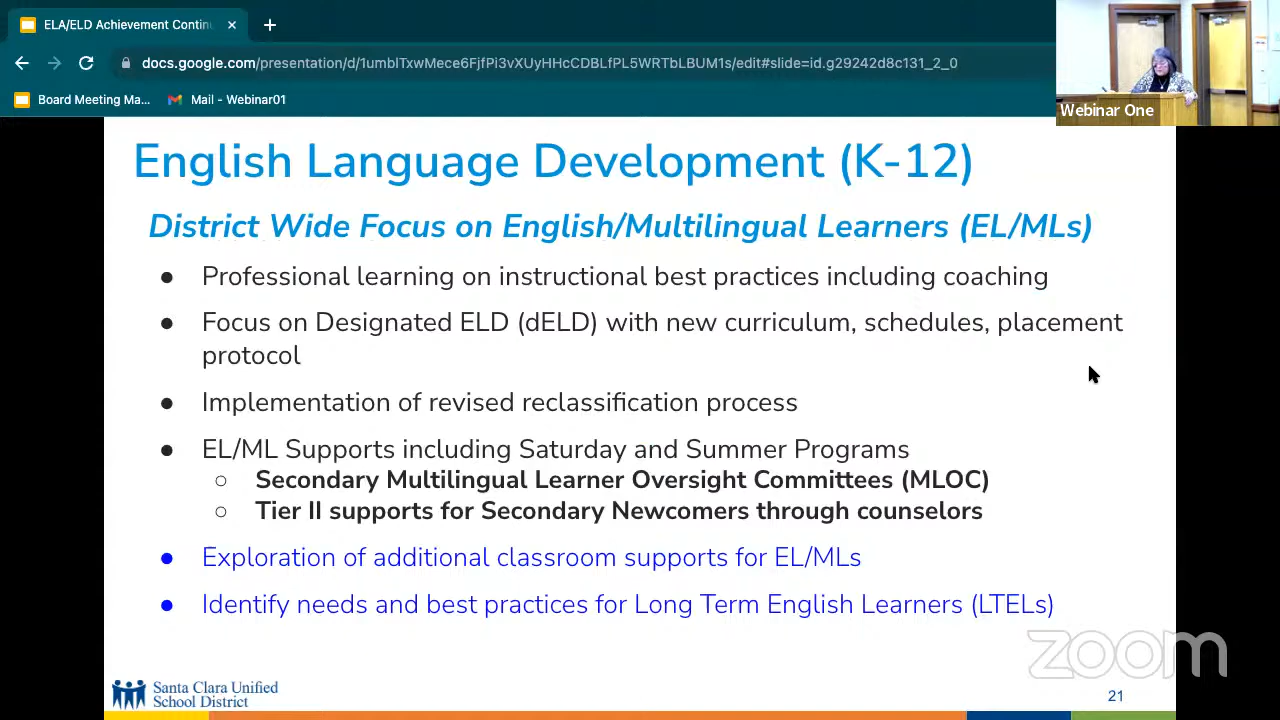 ELA/ELD Achievement Contin
docs.google.com/presentation/d/1umblTxwMece6FjfPi3vXUyHHcCDBLfPL5WRTbLBUM1s/edit#slide=id.g29242d8c131_2_0
Board Meeting Ma... Mail - Webinar01
Webinar One
English Language Development (K-12)
District Wide Focus on English/Multilingual Learners (EL/MLs)
● Professional learning on instructional best practices including coaching
● Focus on Designated ELD (dELD) with new curriculum, schedules, placement
protocol
● Implementation of revised reclassification process
● EL/ML Supports including Saturday and Summer Programs
○ Secondary Multilingual Learner Oversight Committees (MLOC)
○ Tier II supports for Secondary Newcomers through counselors
● Exploration of additional classroom supports for EL/MLs
● Identify needs and best practices for Long Term English Learners (LTELs)
zoom
Santa Clara Unified
School District
21